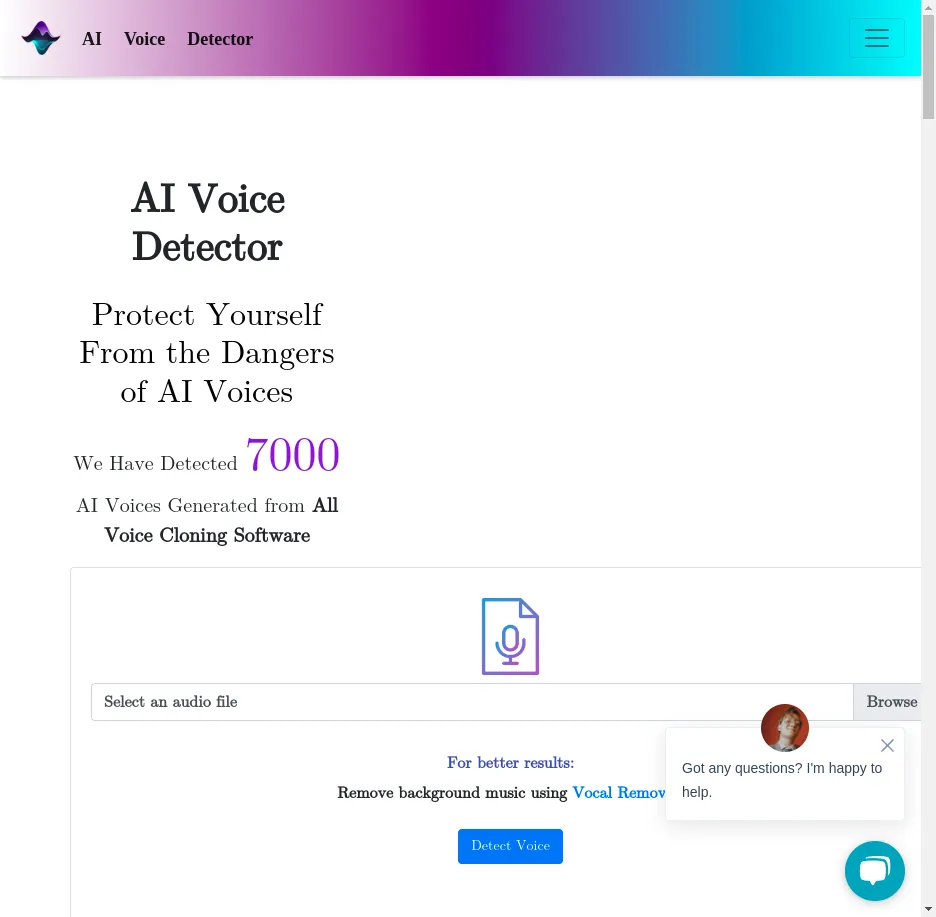 AI Voice Detector
AI Voice
Detector
Protect Yourself
From the Dangers
of AI Voices
We Have Detected 7000
AI Voices Generated from All
Voice Cloning Software
Select an audio file
Browse
For better results:
Remove background music using Vocal Remov
Got any questions? I'm happy to
help.
Detect Voice